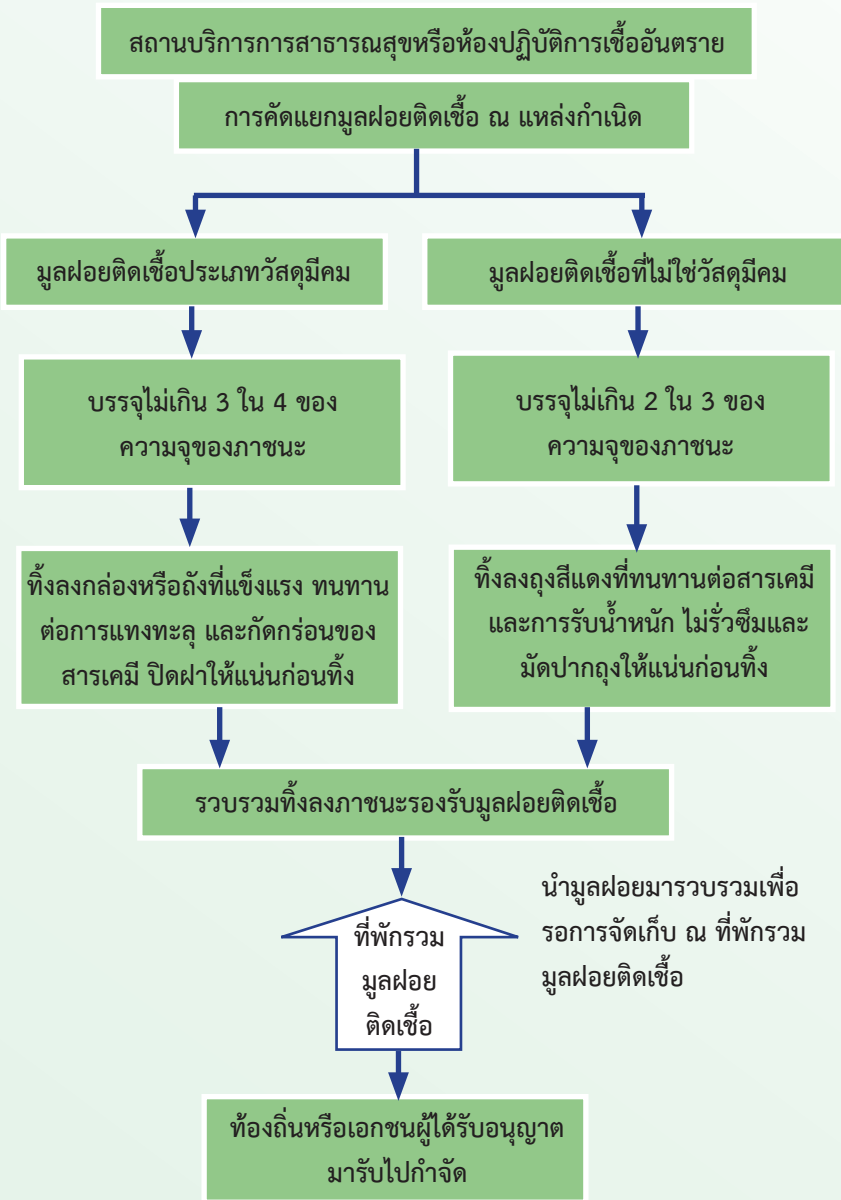 สถานบริการการสาธารณสุขหรือห้องปฏิบัติการเชื้ออันตราย
การคัดแยกมูลฝอยติดเชื้อ ณ แหล่งกำเนิด
มูลฝอยติดเชื้อประเภทวัสดุมีคม
มูลฝอยติดเชื้อที่ไม่ใช่วัสดุมีคม
บรรจุไม่เกิน 3 ใน 4 ของ
ความจุของภาชนะ
บรรจุไม่เกิน 2 ใน 3 ของ
ความจุของภาชนะ
ทิ้งลงกล่องหรือถังที่แข็งแรง ทนทาน
ต่อการแทงทะลุ และกัดกร่อนของ
สารเคมี ปิดฝาให้แน่นก่อนทิ้ง
ทิ้งลงถุงสีแดงที่ทนทานต่อสารเคมี
และการรับน้ำหนัก ไม่รั่วซึมและ
มัดปากถุงให้แน่นก่อนทิ้ง
รวบรวมทิ้งลงภาชนะรองรับมูลฝอยติดเชื้อ
ที่พักรวม
มูลฝอย
ติดเชื้อ
นำมูลฝอยมารวบรวมเพื่อ
รอการจัดเก็บ ณ ที่พักรวม
มูลฝอยติดเชื้อ
ท้องถิ่นหรือเอกชนผู้ได้รับอนุญาต
มารับไปกำจัด